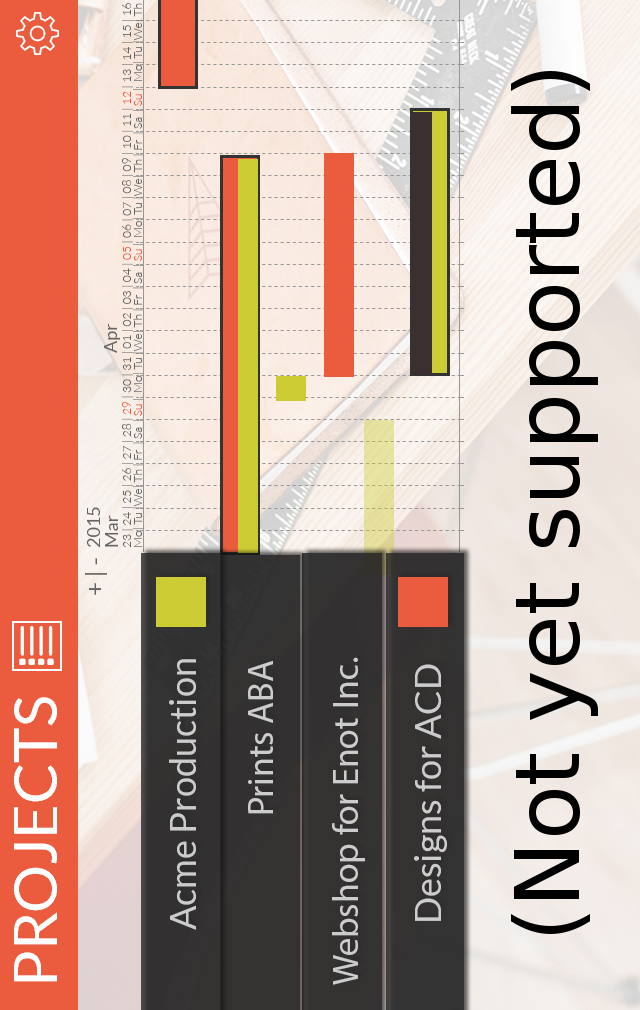 PROJECTS
+ | - 2015
Mar Apr
23 | 24 | 25 | 26 | 27 | 28 | 29 | 30 | 31 | 01 | 02 | 03 | 04 | 05 | 06 | 07 | 08 | 09 | 10 | 11 | 12 | 13 | 14 | 15 | 16
Mo| Tu |We| Th | Fr | Sa | Su | Mo| Tu |We| Th | Fr | Sa | Su | Mo| Tu |We| Th | Fr | Sa | Su | Mo| Tu |We| Th
Acme Production
Prints ABA
Webshop for Enot Inc.
Designs for ACD
(Not yet supported)